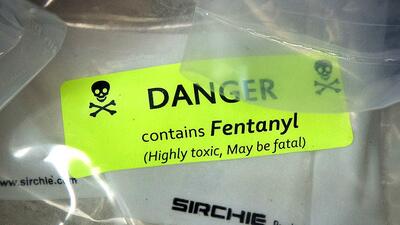 DANGER
contains Fentanyl
(Highly toxic, May be fatal)
www.sirchie.com
SIRCHIE